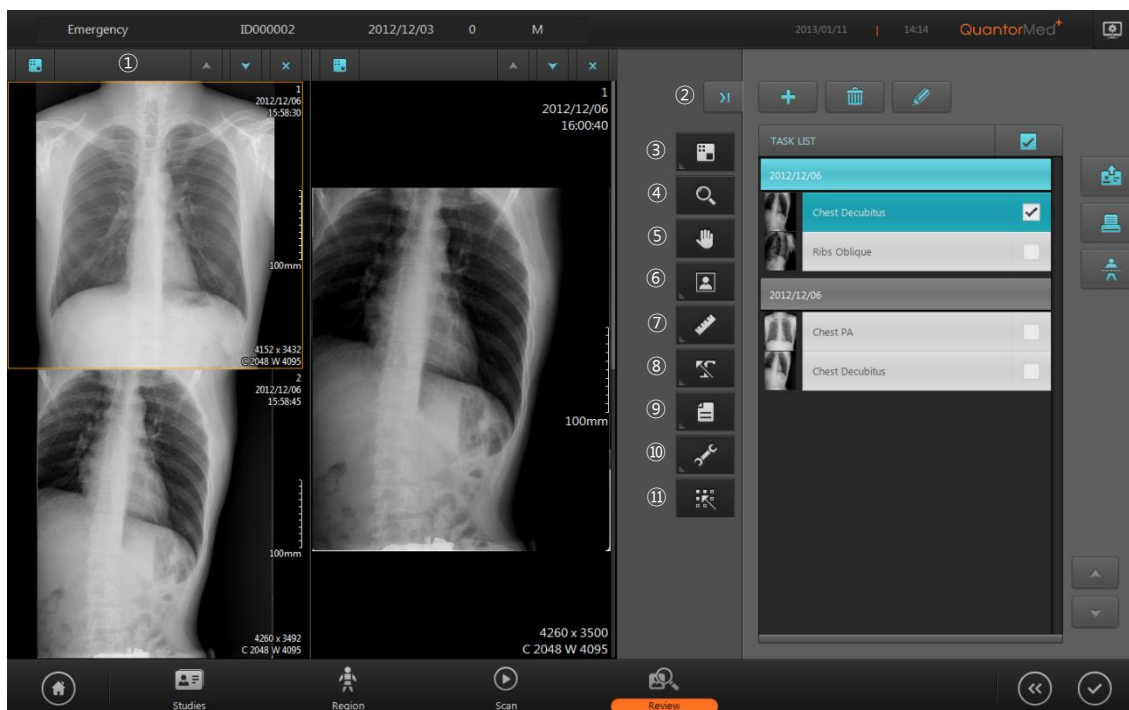 Emergency ID000002 2012/12/03 0 M 2013/01/11 | 14:14 QuantorMed+
①
1
2012/12/06
15:58:30
100mm
4152 x 3432
C 2048 W 4095
2
2012/12/06
15:58:45
100mm
4260 x 3492
C 2048 W 4095
1
2012/12/06
16:00:40
100mm
4260 x 3500
C 2048 W 4095
②
③
④
⑤
⑥
⑦
⑧
⑨
⑩
⑪
TASK LIST
2012/12/06
Chest Decubitus
Ribs Oblique
2012/12/06
Chest PA
Chest Decubitus
Studies Region Scan Review